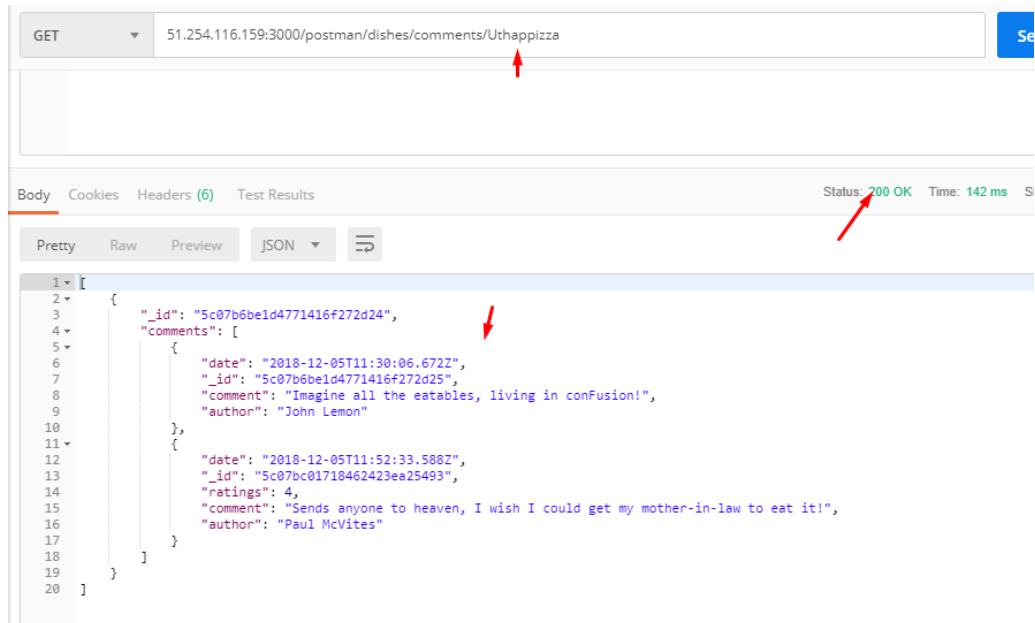 GET 51.254.116.159:3000/postman/dishes/comments/Uthappizza Se
Body Cookies Headers (6) Test Results Status: 200 OK Time: 142 ms Si
Pretty Raw Preview JSON
1 [
2 {
3 "_id": "5c07b6be1d4771416f272d24",
4 "comments": [
5 {
6 "date": "2018-12-05T11:30:06.672Z",
7 "_id": "5c07b6be1d4771416f272d25",
8 "comment": "Imagine all the eatables, living in conFusion!",
9 "author": "John Lemon"
10 },
11 {
12 "date": "2018-12-05T11:52:33.588Z",
13 "_id": "5c07bc01718462423ea25493",
14 "ratings": 4,
15 "comment": "Sends anyone to heaven, I wish I could get my mother-in-law to eat it!",
16 "author": "Paul McVites"
17 }
18 ]
19 }
20 ]